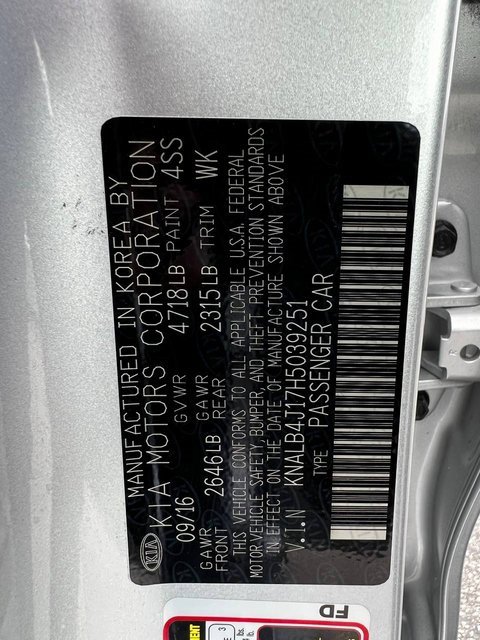 MANUFACTURED IN KOREA BY
KIA KIA MOTORS CORPORATION
09/16 GVWR 4718LB PAINT 4SS
GAWR FRONT 2646LB GAWR REAR 2315LB TRIM WK
THIS VEHICLE CONFORMS TO ALL APPLICABLE U.S.A. FEDERAL
MOTOR VEHICLE SAFETY, BUMPER, AND THEFT PREVENTION STANDARDS
IN EFFECT ON THE DATE OF MANUFACTURE SHOWN ABOVE
V.I.N KNALB4J17H5039251
TYPE PASSENGER CAR
FD